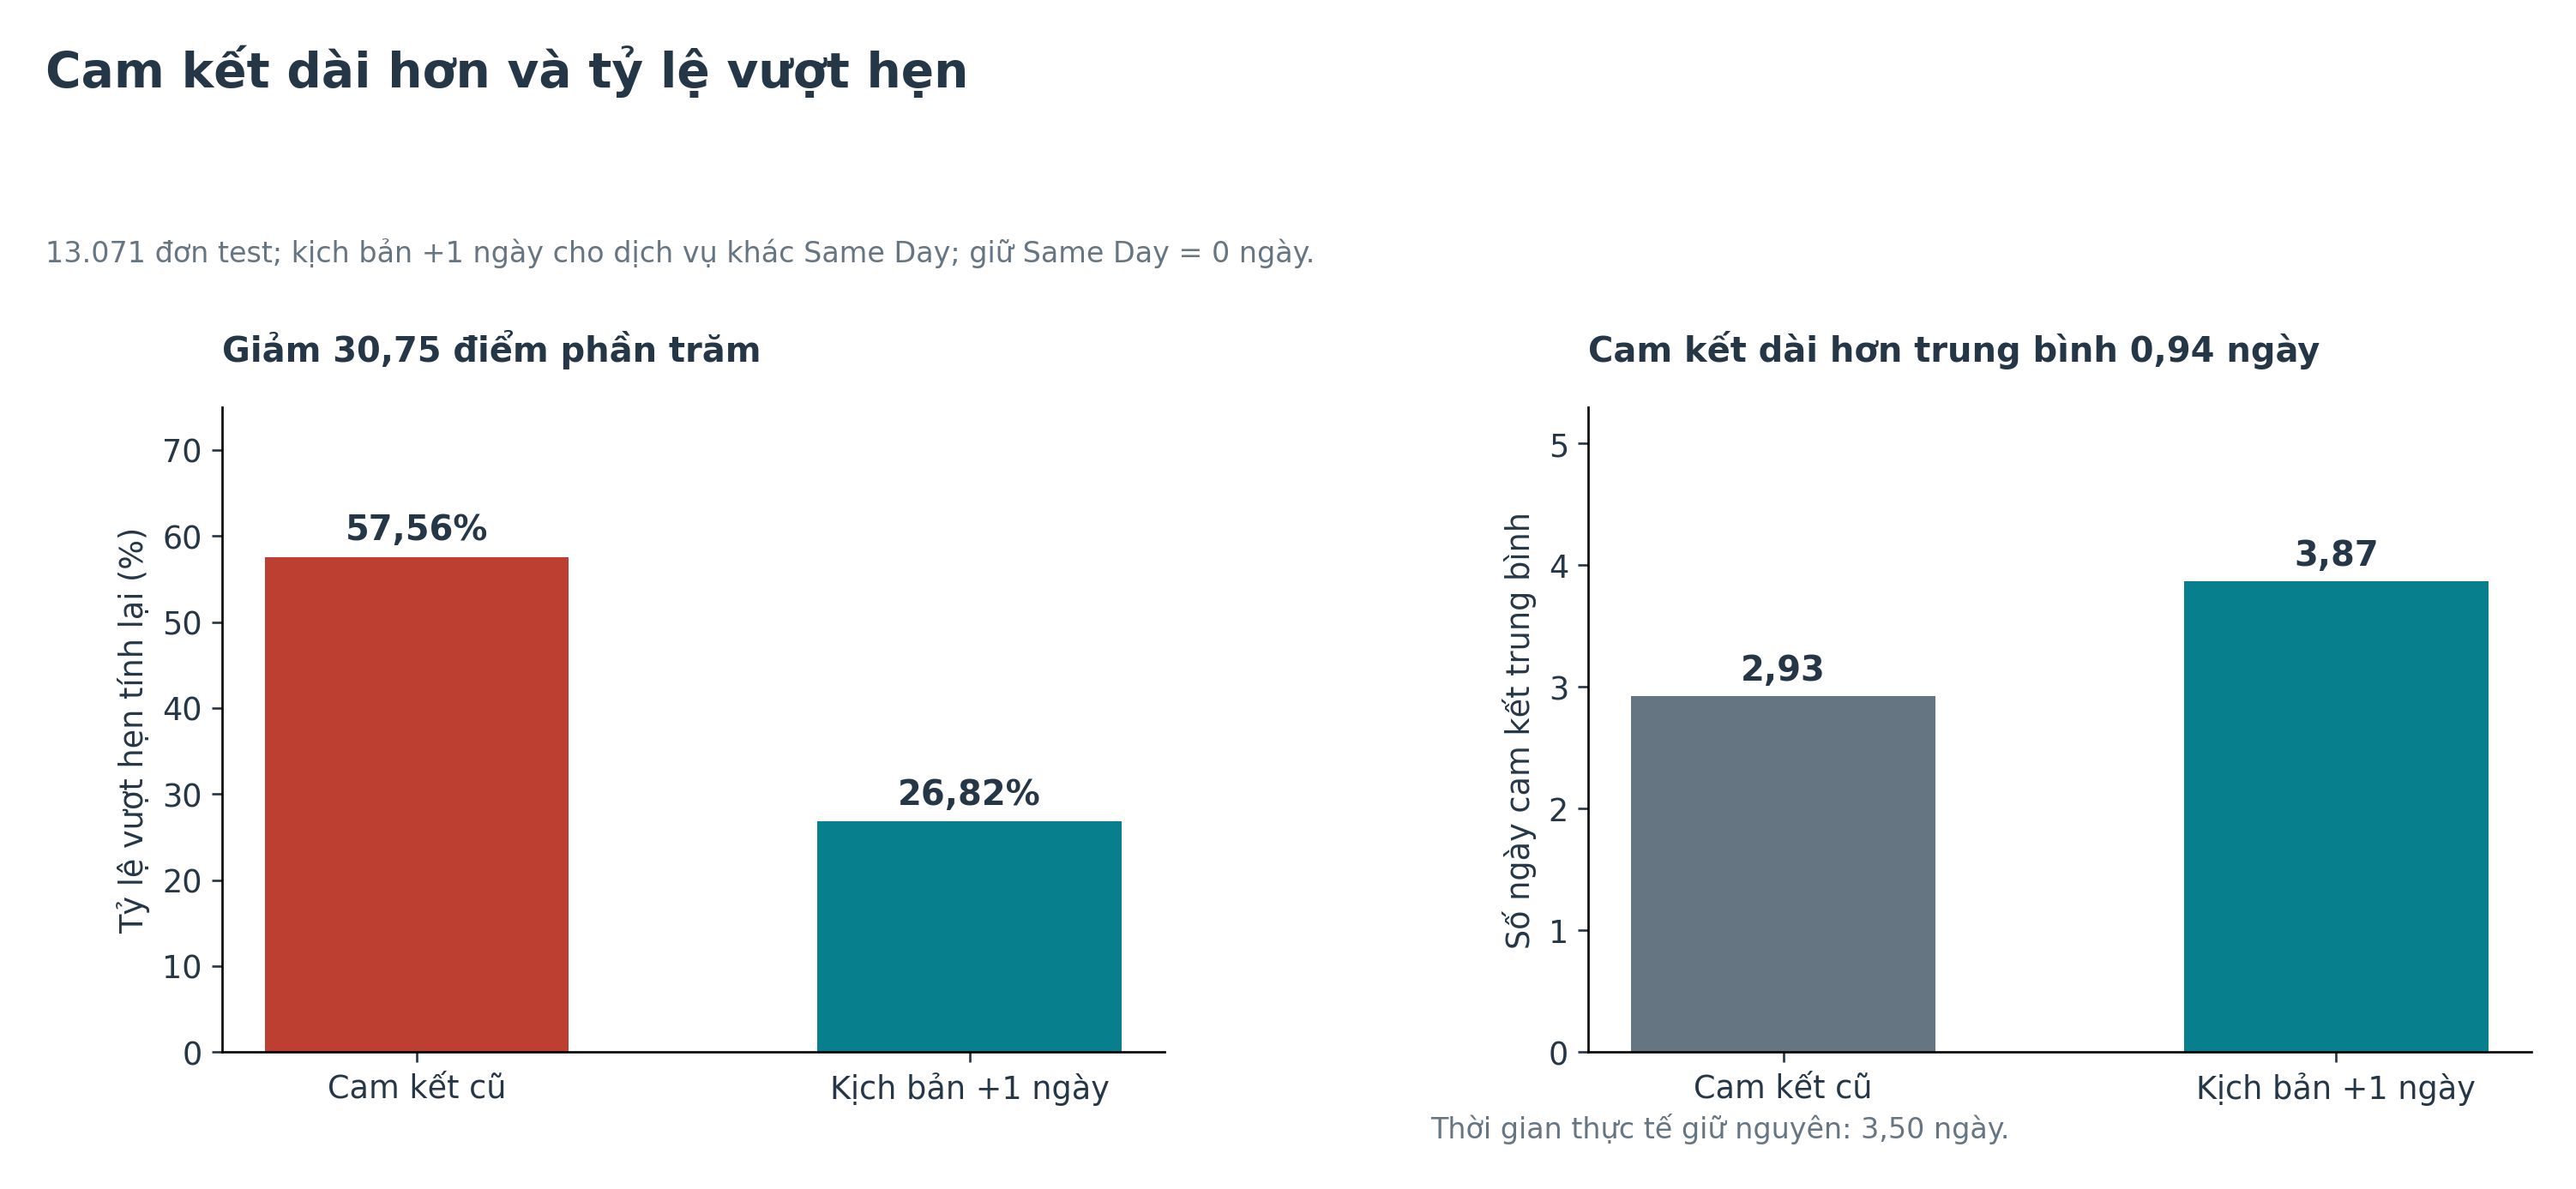 Cam kết dài hơn và tỷ lệ vượt hẹn
13.071 đơn test; kịch bản +1 ngày cho dịch vụ khác Same Day; giữ Same Day = 0 ngày.
Giảm 30,75 điểm phần trăm
Tỷ lệ vượt hẹn tính lại (%)
70
60
50
40
30
20
10
0
57,56%
26,82%
Cam kết cũ
Kịch bản +1 ngày
Cam kết dài hơn trung bình 0,94 ngày
Số ngày cam kết trung bình
5
4
3
2
1
0
2,93
3,87
Cam kết cũ
Kịch bản +1 ngày
Thời gian thực tế giữ nguyên: 3,50 ngày.